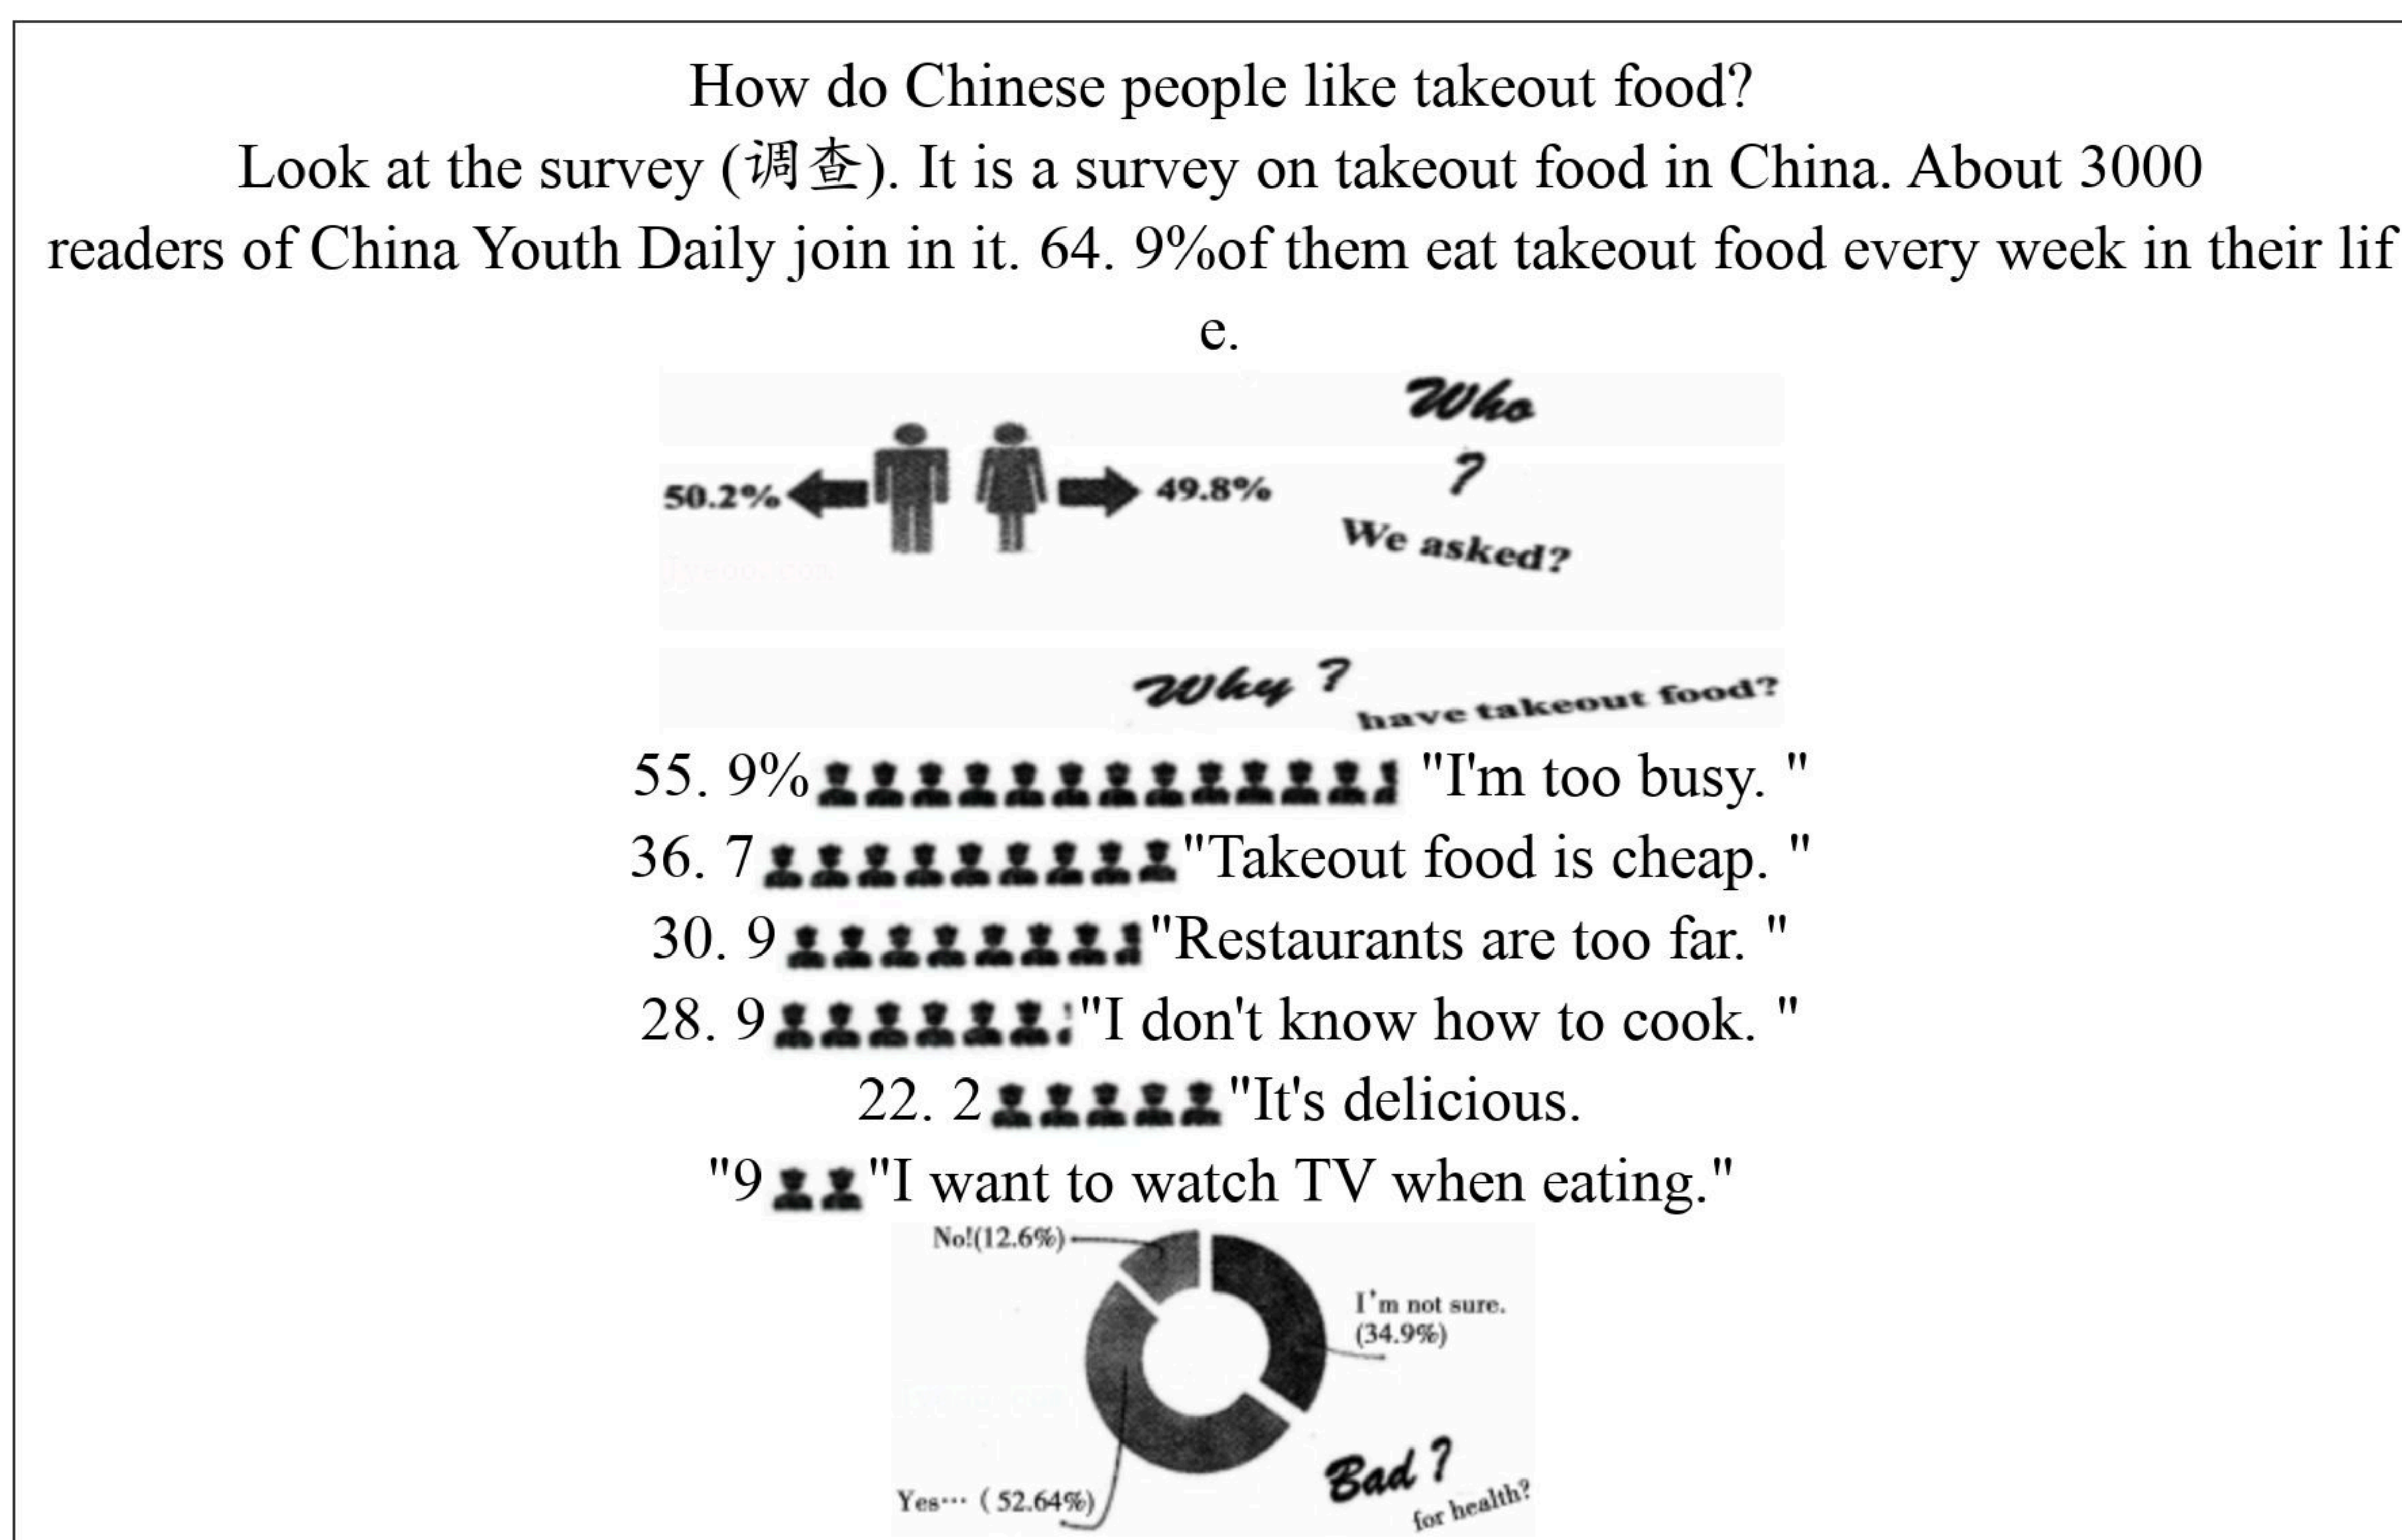 How do Chinese people like takeout food?
Look at the survey (调查). It is a survey on takeout food in China. About 3000
readers of China Youth Daily join in it. 64. 9%of them eat takeout food every week in their lif
e.
Who
?
50.2% 49.8%
We asked?
Why ?
have takeout food?
55. 9% "I'm too busy. "
36. 7 "Takeout food is cheap. "
30. 9 "Restaurants are too far. "
28. 9 "I don't know how to cook. "
22. 2 "It's delicious.
"9 "I want to watch TV when eating."
No!(12.6%)
I'm not sure.
(34.9%)
Bad ?
Yes··· ( 52.64%)
for health?